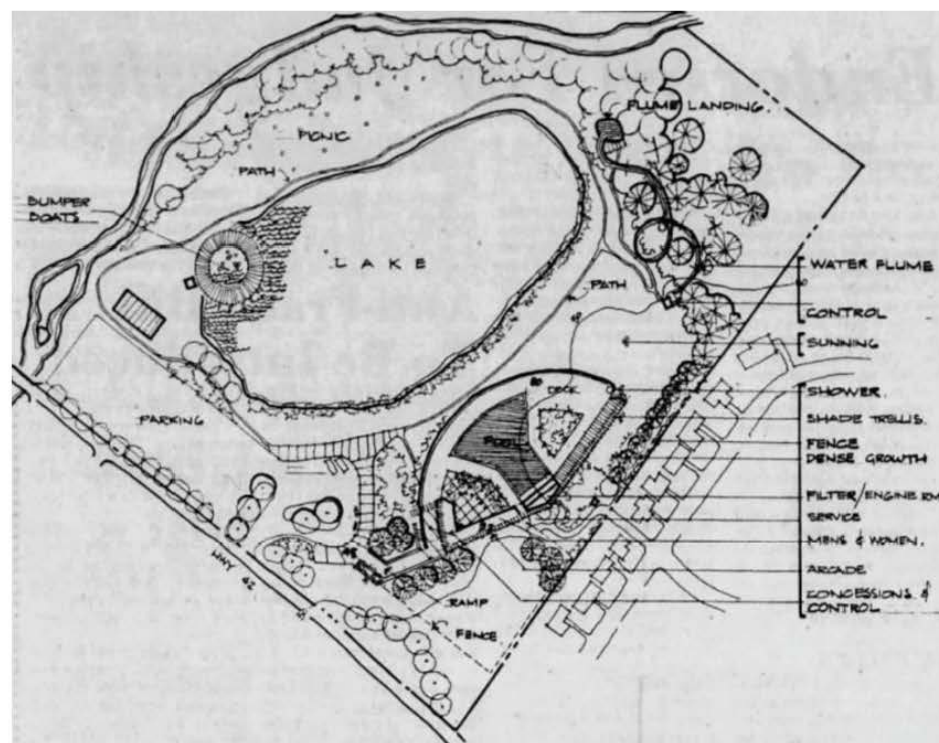 FLUME LANDING.
PICNIC
PATH
BUMPER
BOATS
LAKE
PATH
WATER FLUME
CONTROL
SUNNING
DECK
SHOWER.
SHADE TRELLIS.
FENCE
DENSE GROWTH
PARKING
POOL
FILTER/ENGINE RM
SERVICE
MENS & WOMEN.
ARCADE
CONCESSIONS &
CONTROL
HWY 42
RAMP
FENCE